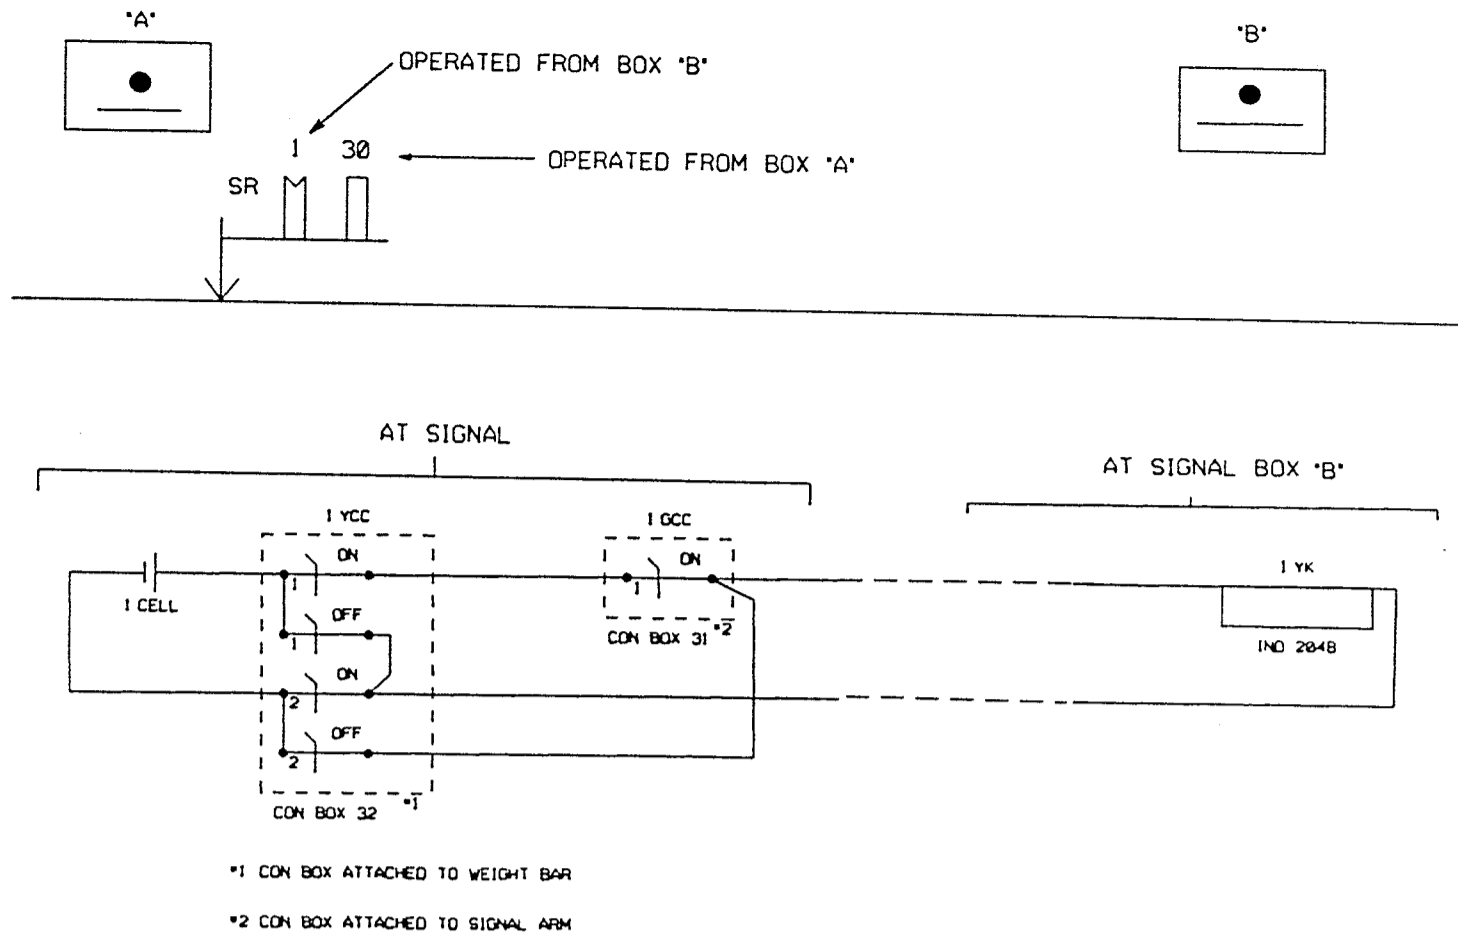 "A"
"B"
OPERATED FROM BOX "B"
1 30
OPERATED FROM BOX "A"
SR
AT SIGNAL
AT SIGNAL BOX "B"
1 YCC
1 GCC
ON
ON
1
1
1 CELL
1 YK
OFF
1
CON BOX 31 *2
IND 204B
ON
2
OFF
2
CON BOX 32 *1
*1 CON BOX ATTACHED TO WEIGHT BAR
*2 CON BOX ATTACHED TO SIGNAL ARM